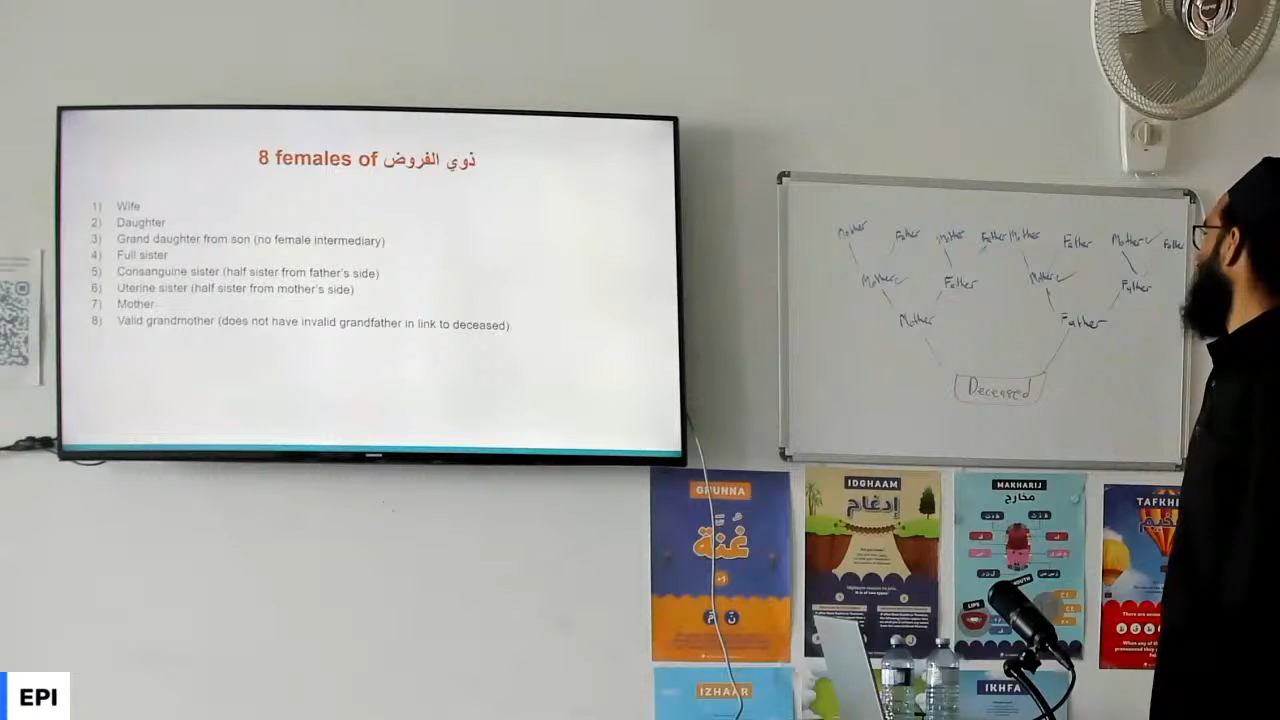 8 females of ذوي الفروض
1) Wife
2) Daughter
3) Grand daughter from son (no female intermediary)
4) Full sister
5) Consanguine sister (half sister from father's side)
6) Uterine sister (half sister from mother's side)
7) Mother
8) Valid grandmother (does not have invalid grandfather in link to deceased)
Mother Father Mother Father Mother Father Mother Father
Mother Father Mother Father
Mother Father
Deceased
GHUNNA
غُنَّة
IDGHAAM
إدغام
MAKHARIJ
مخارج
MOUTH
LIPS
TAFKHI
IZHAAR
IKHFA
EPI